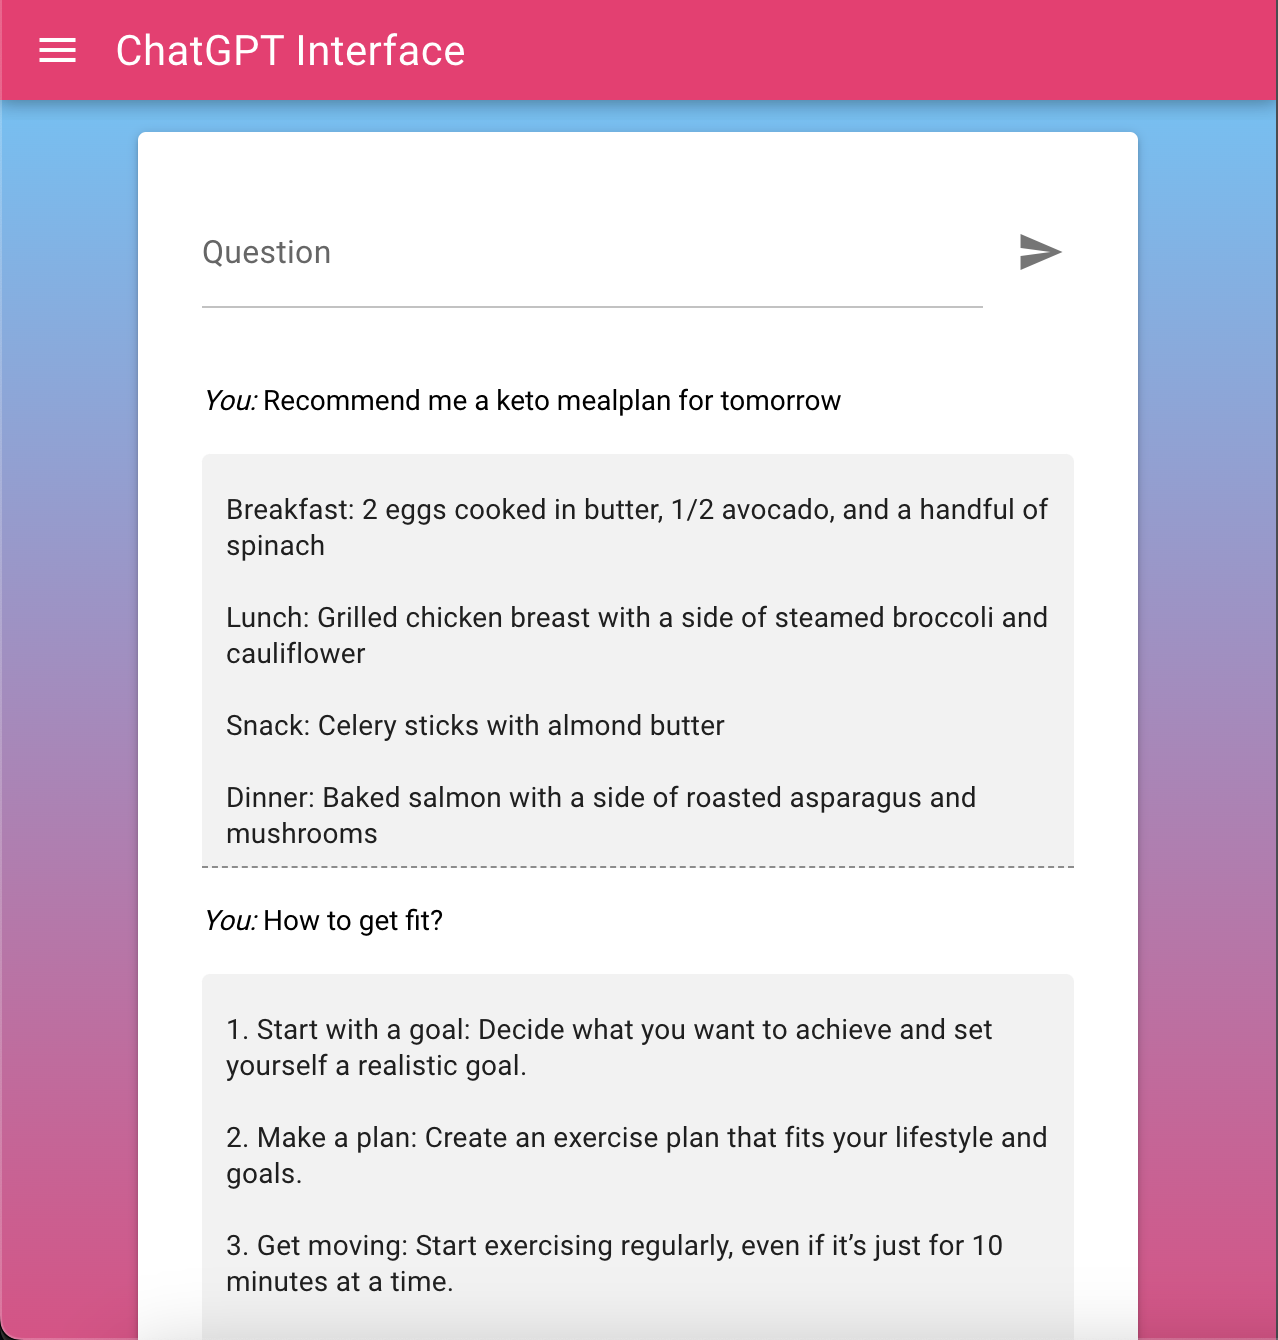 ChatGPT Interface
Question
You: Recommend me a keto mealplan for tomorrow
Breakfast: 2 eggs cooked in butter, 1/2 avocado, and a handful of
spinach
Lunch: Grilled chicken breast with a side of steamed broccoli and
cauliflower
Snack: Celery sticks with almond butter
Dinner: Baked salmon with a side of roasted asparagus and
mushrooms
You: How to get fit?
1. Start with a goal: Decide what you want to achieve and set
yourself a realistic goal.
2. Make a plan: Create an exercise plan that fits your lifestyle and
goals.
3. Get moving: Start exercising regularly, even if it’s just for 10
minutes at a time.